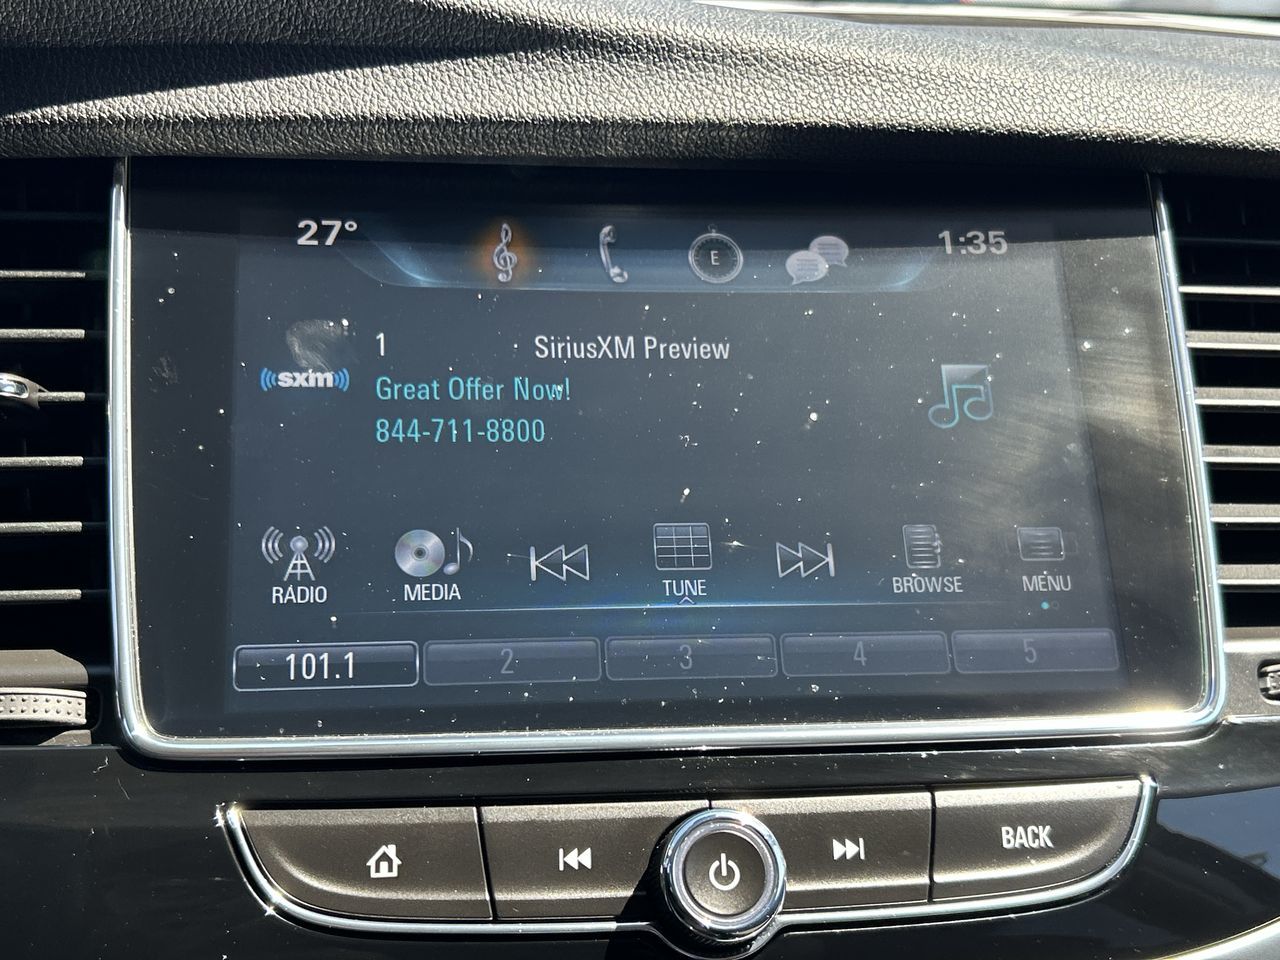 27° E 1:35
1 SiriusXM Preview
sxm Great Offer Now!
844-711-8800
RADIO MEDIA TUNE BROWSE MENU
101.1 2 3 4 5
BACK